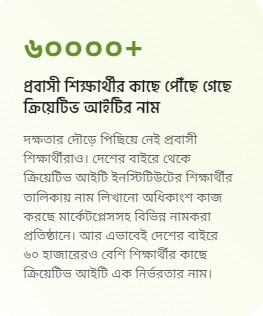 ৬০০০০+
প্রবাসী শিক্ষার্থীর কাছে পৌঁছে গেছে
ক্রিয়েটিভ আইটির নাম
দক্ষতার দৌড়ে পিছিয়ে নেই প্রবাসী
শিক্ষার্থীরাও। দেশের বাইরে থেকে
ক্রিয়েটিভ আইটি ইনস্টিটিউটের শিক্ষার্থীর
তালিকায় নাম লিখানো অধিকাংশ কাজ
করছে মার্কেটপ্লেসসহ বিভিন্ন নামকরা
প্রতিষ্ঠানে। আর এভাবেই দেশের বাইরে
৬০ হাজারেরও বেশি শিক্ষার্থীর কাছে
ক্রিয়েটিভ আইটি এক নির্ভরতার নাম।